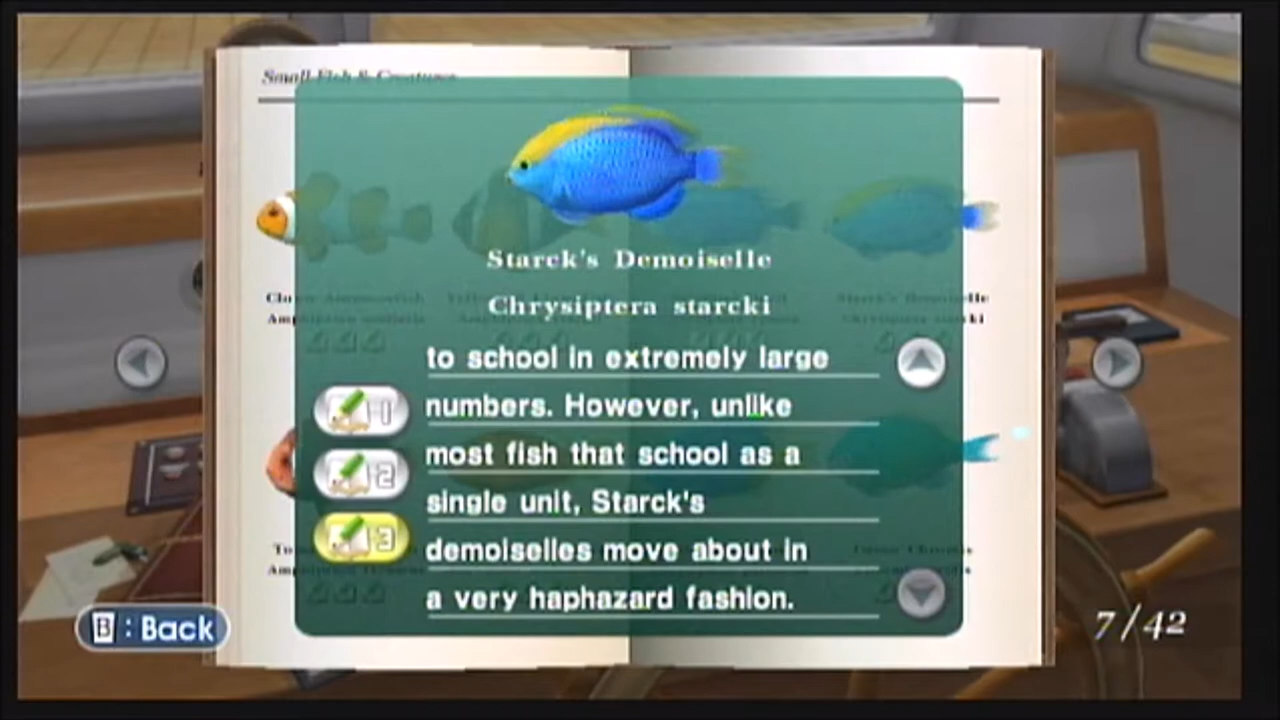 Small Fish & Creatures
Starck's Demoiselle
Chrysiptera starcki
to school in extremely large
numbers. However, unlike
most fish that school as a
single unit, Starck's
demoiselles move about in
a very haphazard fashion.
1
2
3
B : Back
7/42